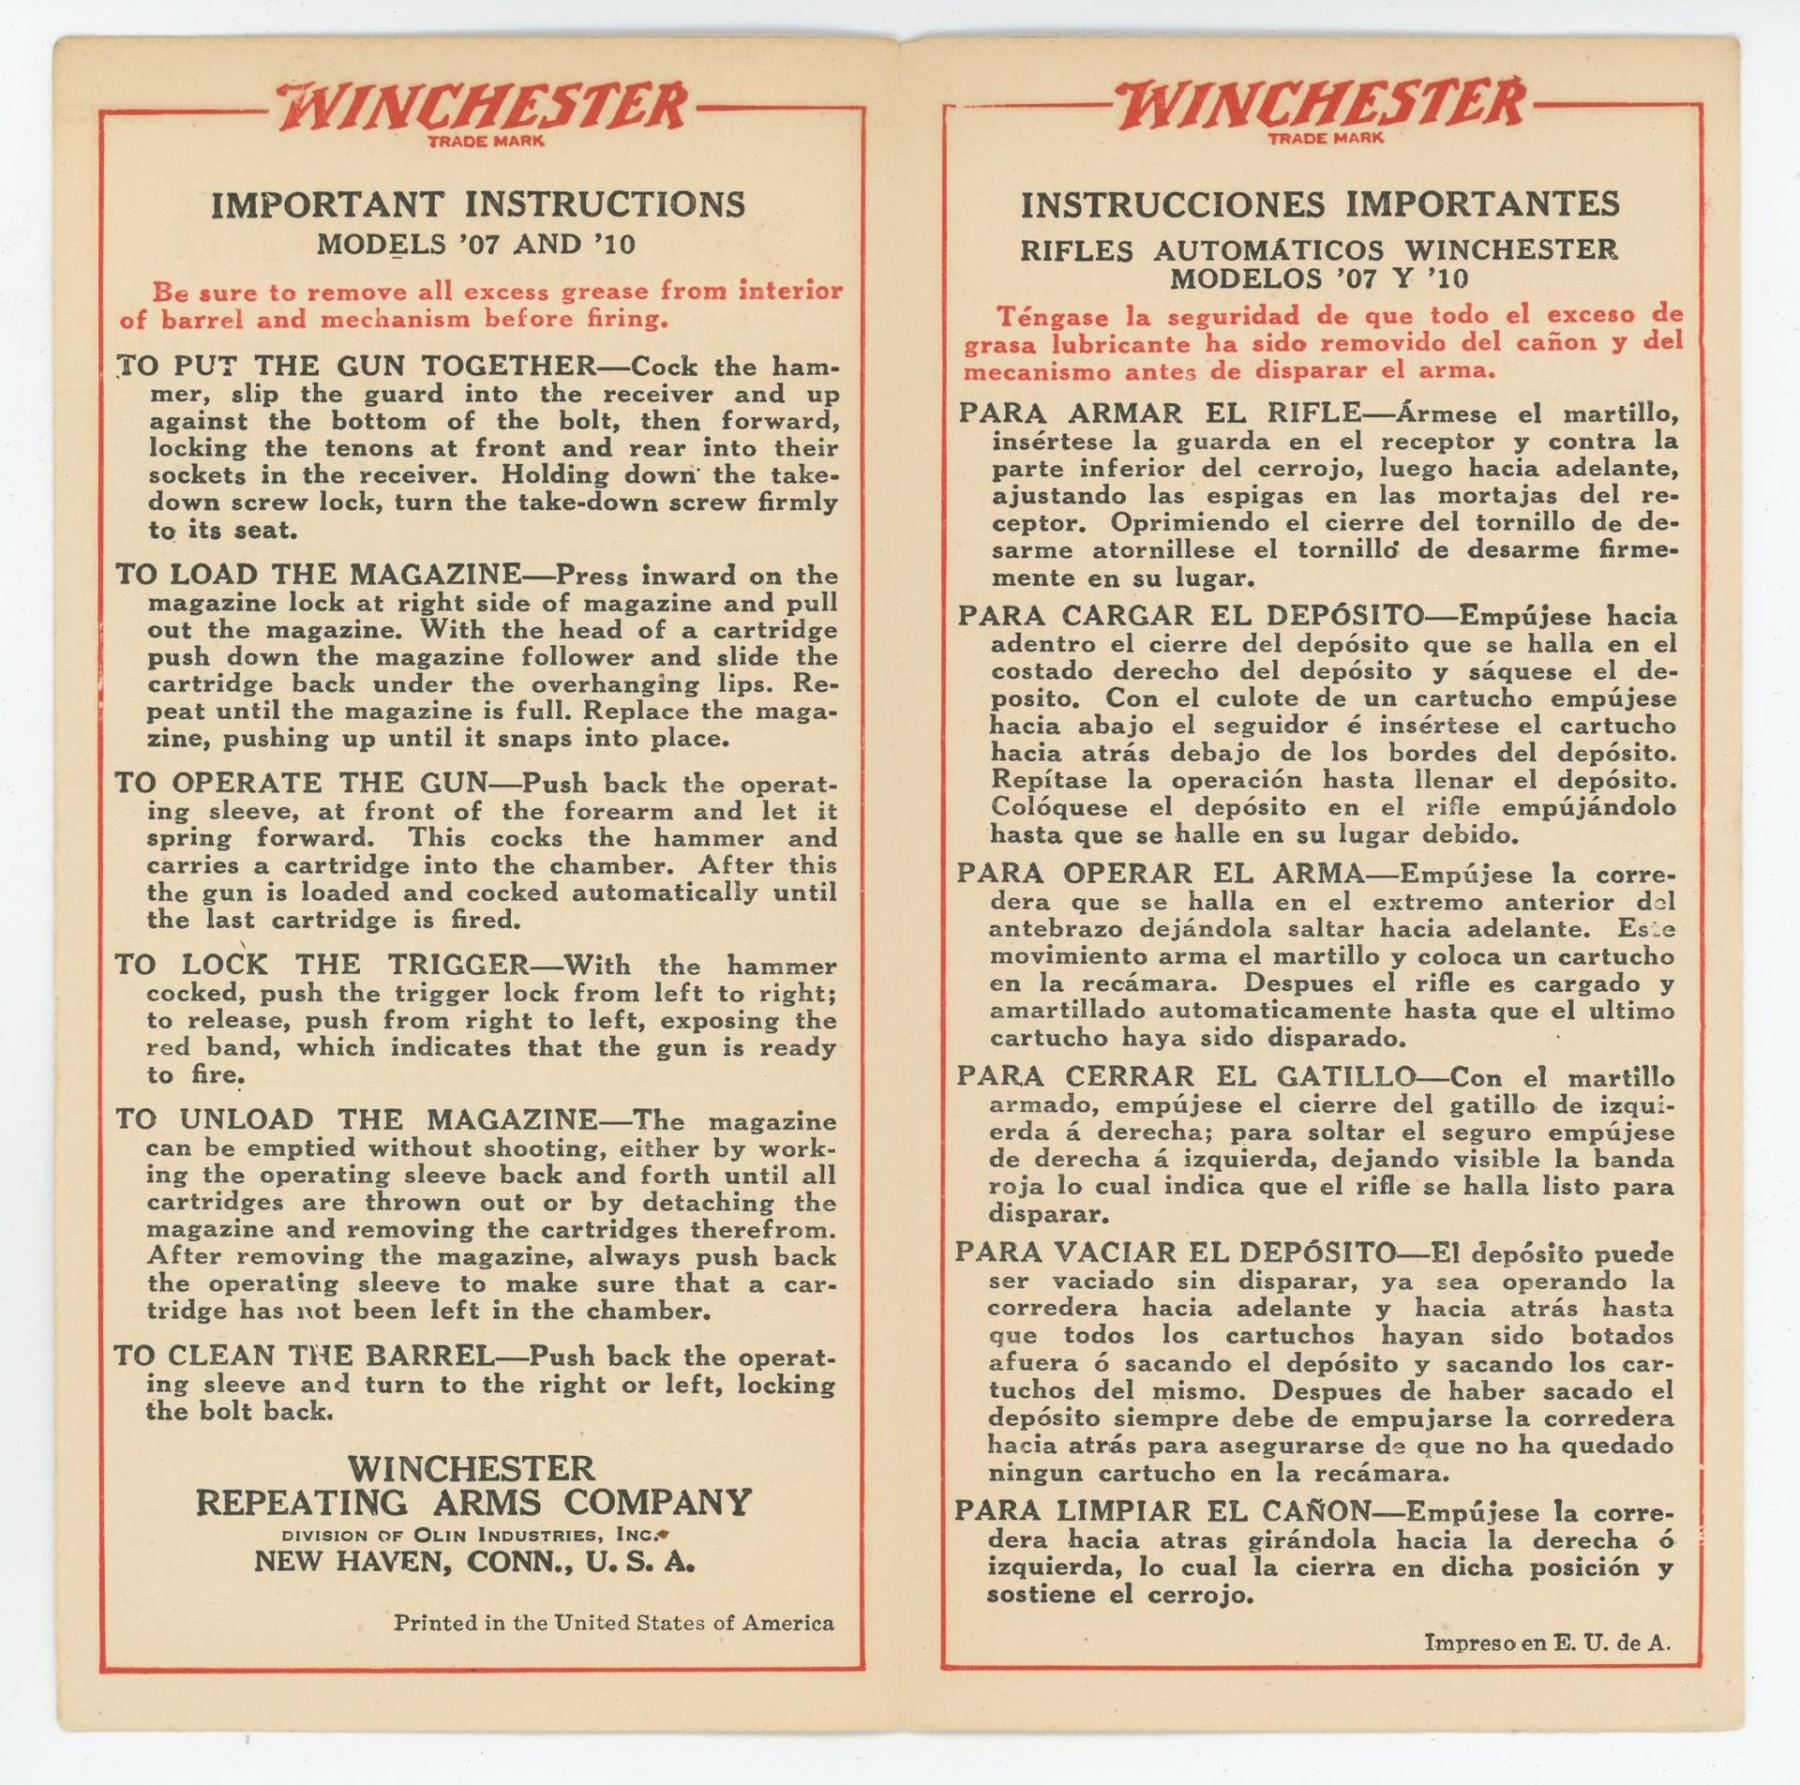 WINCHESTER
TRADE MARK
IMPORTANT INSTRUCTIONS
MODELS '07 AND '10
Be sure to remove all excess grease from interior
of barrel and mechanism before firing.
TO PUT THE GUN TOGETHER—Cock the ham-
mer, slip the guard into the receiver and up
against the bottom of the bolt, then forward,
locking the tenons at front and rear into their
sockets in the receiver. Holding down the take-
down screw lock, turn the take-down screw firmly
to its seat.
TO LOAD THE MAGAZINE—Press inward on the
magazine lock at right side of magazine and pull
out the magazine. With the head of a cartridge
push down the magazine follower and slide the
cartridge back under the overhanging lips. Re-
peat until the magazine is full. Replace the maga-
zine, pushing up until it snaps into place.
TO OPERATE THE GUN—Push back the operat-
ing sleeve, at front of the forearm and let it
spring forward. This cocks the hammer and
carries a cartridge into the chamber. After this
the gun is loaded and cocked automatically until
the last cartridge is fired.
TO LOCK THE TRIGGER—With the hammer
cocked, push the trigger lock from left to right;
to release, push from right to left, exposing the
red band, which indicates that the gun is ready
to fire.
TO UNLOAD THE MAGAZINE—The magazine
can be emptied without shooting, either by work-
ing the operating sleeve back and forth until all
cartridges are thrown out or by detaching the
magazine and removing the cartridges therefrom.
After removing the magazine, always push back
the operating sleeve to make sure that a car-
tridge has not been left in the chamber.
TO CLEAN THE BARREL—Push back the operat-
ing sleeve and turn to the right or left, locking
the bolt back.
WINCHESTER
REPEATING ARMS COMPANY
DIVISION OF OLIN INDUSTRIES, INC.
NEW HAVEN, CONN., U. S. A.
Printed in the United States of America
WINCHESTER
TRADE MARK
INSTRUCCIONES IMPORTANTES
RIFLES AUTOMÁTICOS WINCHESTER
MODELOS '07 Y '10
Téngase la seguridad de que todo el exceso de
grasa lubricante ha sido removido del cañon y del
mecanismo antes de disparar el arma.
PARA ARMAR EL RIFLE—Ármese el martillo,
insértese la guarda en el receptor y contra la
parte inferior del cerrojo, luego hacia adelante,
ajustando las espigas en las mortajas del re-
ceptor. Oprimiendo el cierre del tornillo de de-
sarme atornillese el tornillo de desarme firme-
mente en su lugar.
PARA CARGAR EL DEPÓSITO—Empújese hacia
adentro el cierre del depósito que se halla en el
costado derecho del depósito y sáquese el de-
posito. Con el culote de un cartucho empújese
hacia abajo el seguidor é insértese el cartucho
hacia atrás debajo de los bordes del depósito.
Repítase la operación hasta llenar el depósito.
Colóquese el depósito en el rifle empújándolo
hasta que se halle en su lugar debido.
PARA OPERAR EL ARMA—Empújese la corre-
dera que se halla en el extremo anterior del
antebrazo dejándola saltar hacia adelante. Este
movimiento arma el martillo y coloca un cartucho
en la recámara. Despues el rifle es cargado y
amartillado automaticamente hasta que el ultimo
cartucho haya sido disparado.
PARA CERRAR EL GATILLO—Con el martillo
armado, empújese el cierre del gatillo de izqui-
erda á derecha; para soltar el seguro empújese
de derecha á izquierda, dejando visible la banda
roja lo cual indica que el rifle se halla listo para
disparar.
PARA VACIAR EL DEPÓSITO—El depósito puede
ser vaciado sin disparar, ya sea operando la
corredera hacia adelante y hacia atrás hasta
que todos los cartuchos hayan sido botados
afuera ó sacando el depósito y sacando los car-
tuchos del mismo. Despues de haber sacado el
depósito siempre debe de empujarse la corredera
hacia atrás para asegurarse de que no ha quedado
ningun cartucho en la recámara.
PARA LIMPIAR EL CAÑON—Empújese la corre-
dera hacia atras girándola hacia la derecha ó
izquierda, lo cual la cierra en dicha posición y
sostiene el cerrojo.
Impreso en E. U. de A.